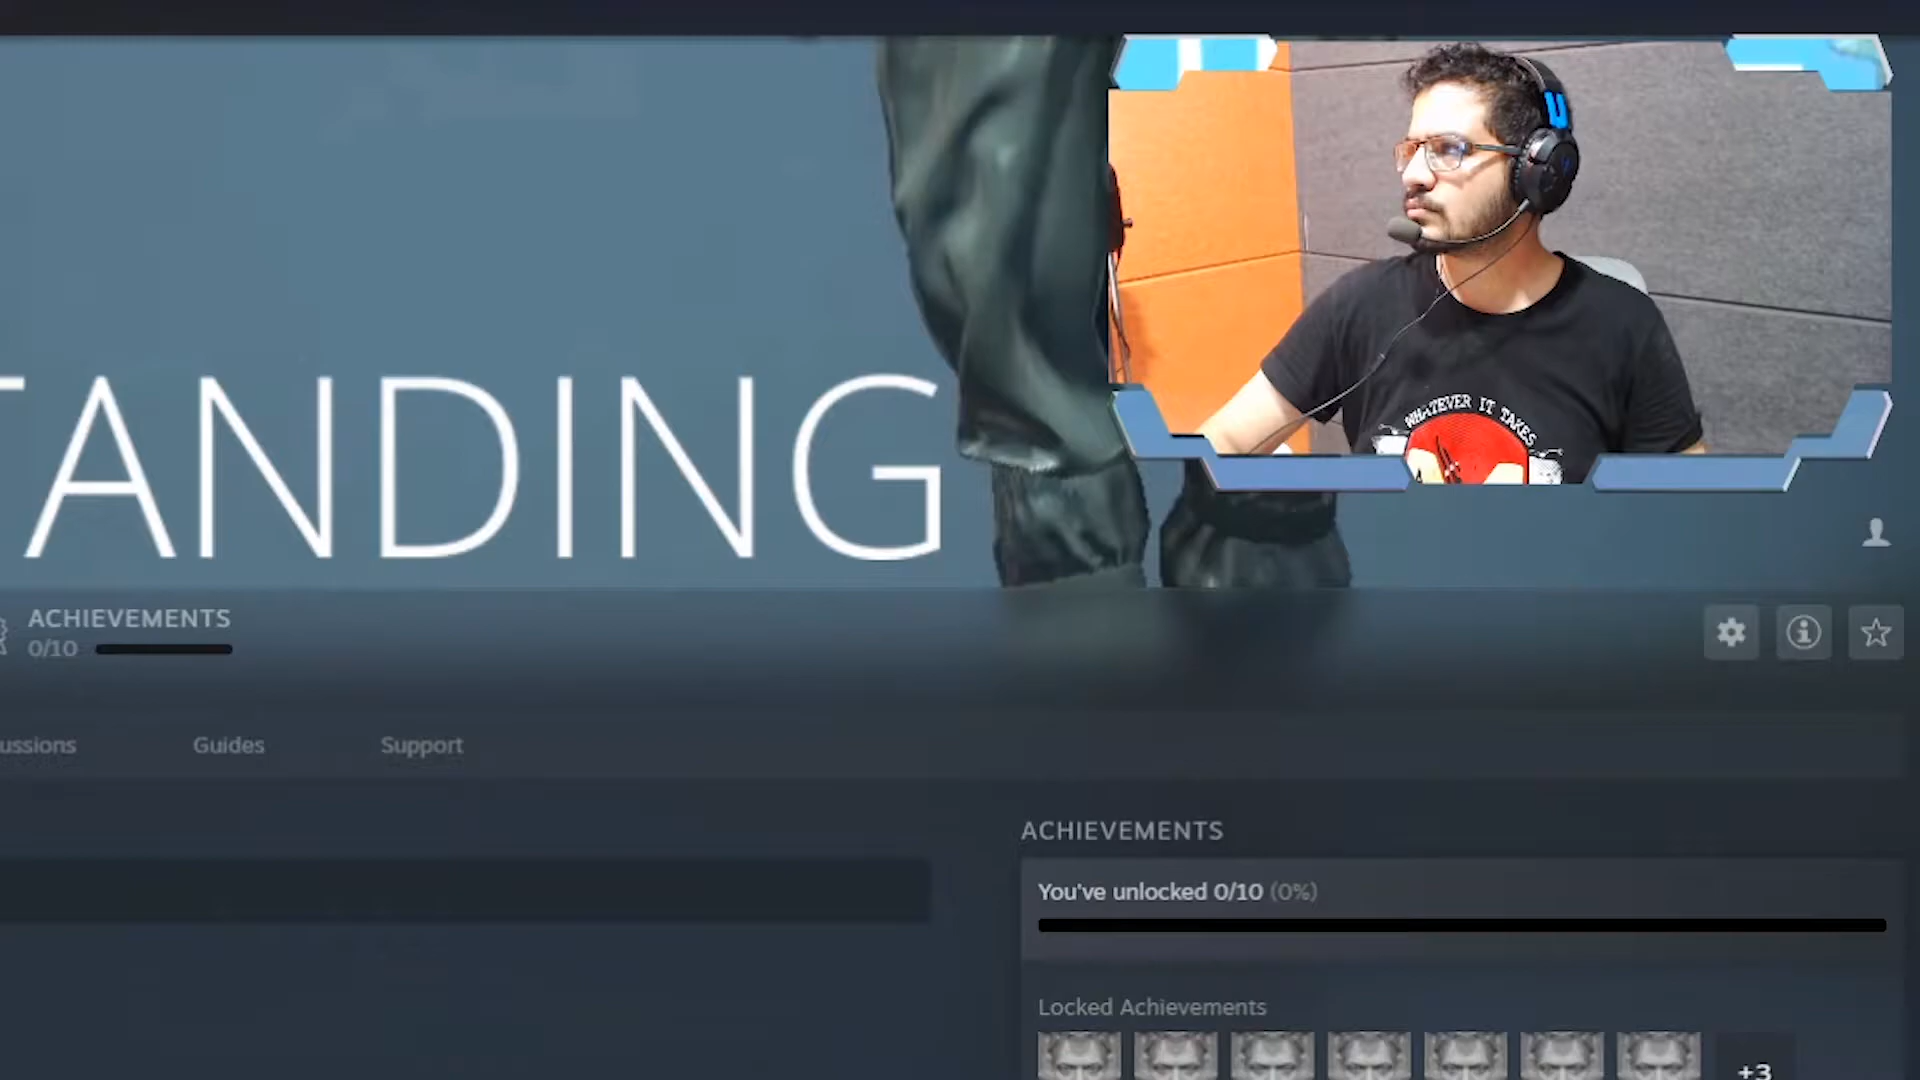 WHATEVER IT TAKES
TANDING
ACHIEVEMENTS
0/10
ussions
Guides
Support
ACHIEVEMENTS
You've unlocked 0/10 (0%)
Locked Achievements
+3